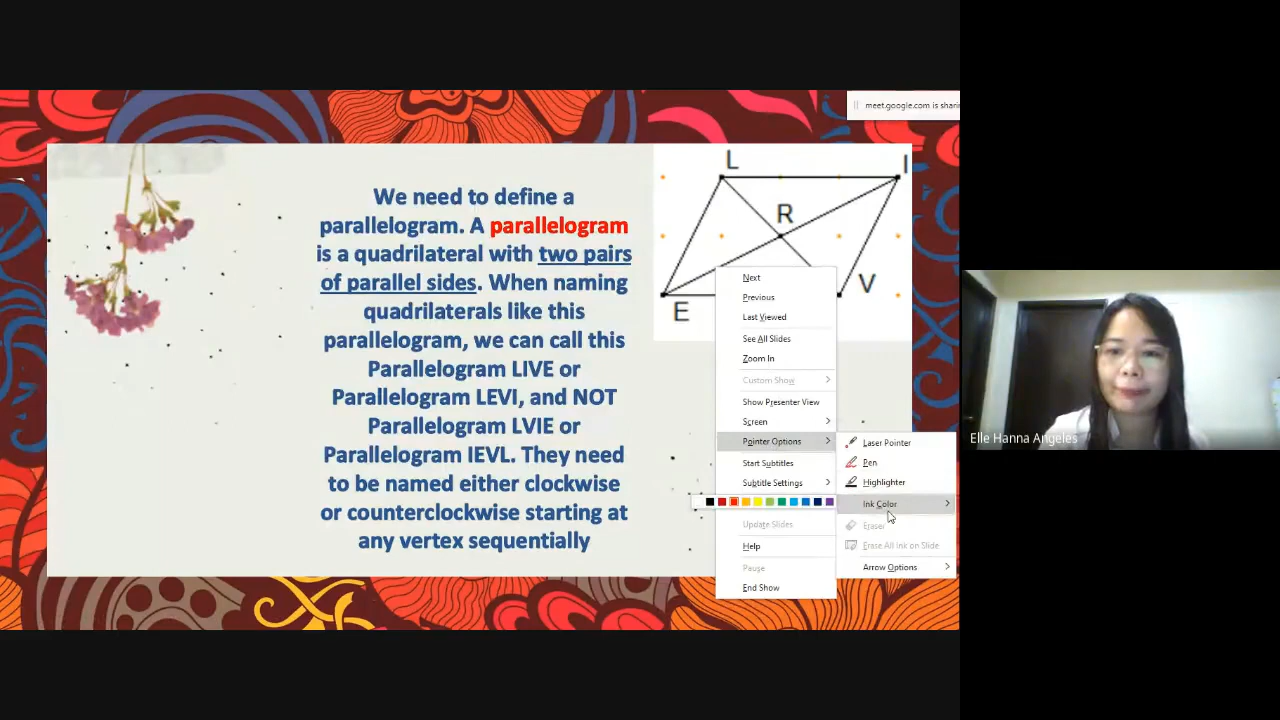 meet.google.com is sharin
We need to define a
parallelogram. A parallelogram
is a quadrilateral with two pairs
of parallel sides. When naming
quadrilaterals like this
parallelogram, we can call this
Parallelogram LIVE or
Parallelogram LEVI, and NOT
Parallelogram LVIE or
Parallelogram IEVL. They need
to be named either clockwise
or counterclockwise starting at
any vertex sequentially
L
I
R
E
V
Next
Previous
Last Viewed
See All Slides
Zoom In
Custom Show
Show Presenter View
Screen
Pointer Options
Start Subtitles
Subtitle Settings
Update Slides
Help
Pause
End Show
Laser Pointer
Pen
Highlighter
Ink Color
Eraser
Erase All Ink on Slide
Arrow Options
Elle Hanna Angeles